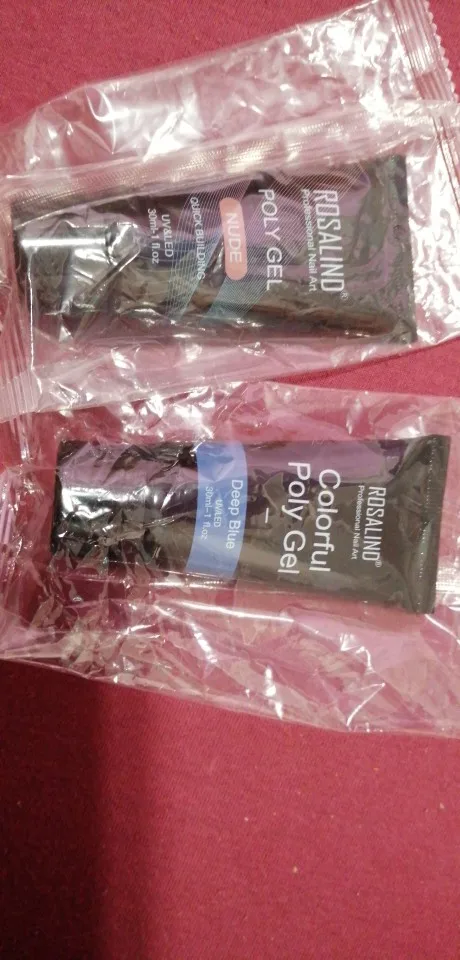 ROSALIND®
Professional Nail Art
POLY GEL
NUDE
QUICK BUILDING
UV&LED
30ml-1 fl.oz
ROSALIND®
Professional Nail Art
Colorful
Poly Gel
Deep Blue
UV/LED
30ml-1 fl.oz